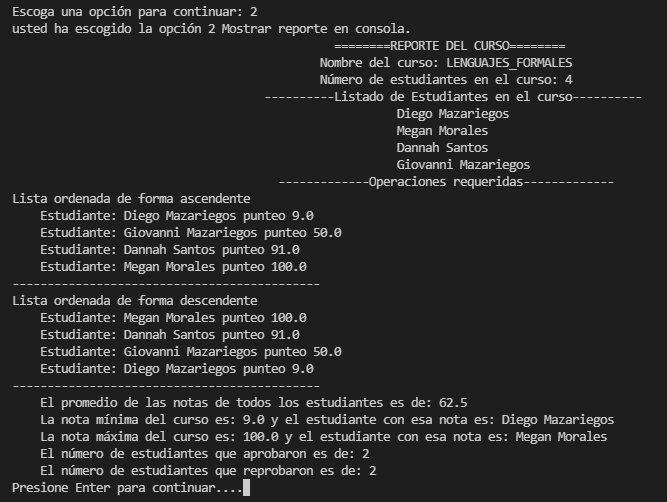 Escoga una opción para continuar: 2
usted ha escogido la opción 2 Mostrar reporte en consola.
========REPORTE DEL CURSO========
Nombre del curso: LENGUAJES_FORMALES
Número de estudiantes en el curso: 4
----------Listado de Estudiantes en el curso----------
Diego Mazariegos
Megan Morales
Dannah Santos
Giovanni Mazariegos
-------------Operaciones requeridas-------------
Lista ordenada de forma ascendente
Estudiante: Diego Mazariegos punteo 9.0
Estudiante: Giovanni Mazariegos punteo 50.0
Estudiante: Dannah Santos punteo 91.0
Estudiante: Megan Morales punteo 100.0
--------------------------------------------
Lista ordenada de forma descendente
Estudiante: Megan Morales punteo 100.0
Estudiante: Dannah Santos punteo 91.0
Estudiante: Giovanni Mazariegos punteo 50.0
Estudiante: Diego Mazariegos punteo 9.0
--------------------------------------------
El promedio de las notas de todos los estudiantes es de: 62.5
La nota mínima del curso es: 9.0 y el estudiante con esa nota es: Diego Mazariegos
La nota máxima del curso es: 100.0 y el estudiante con esa nota es: Megan Morales
El número de estudiantes que aprobaron es de: 2
El número de estudiantes que reprobaron es de: 2
Presione Enter para continuar....